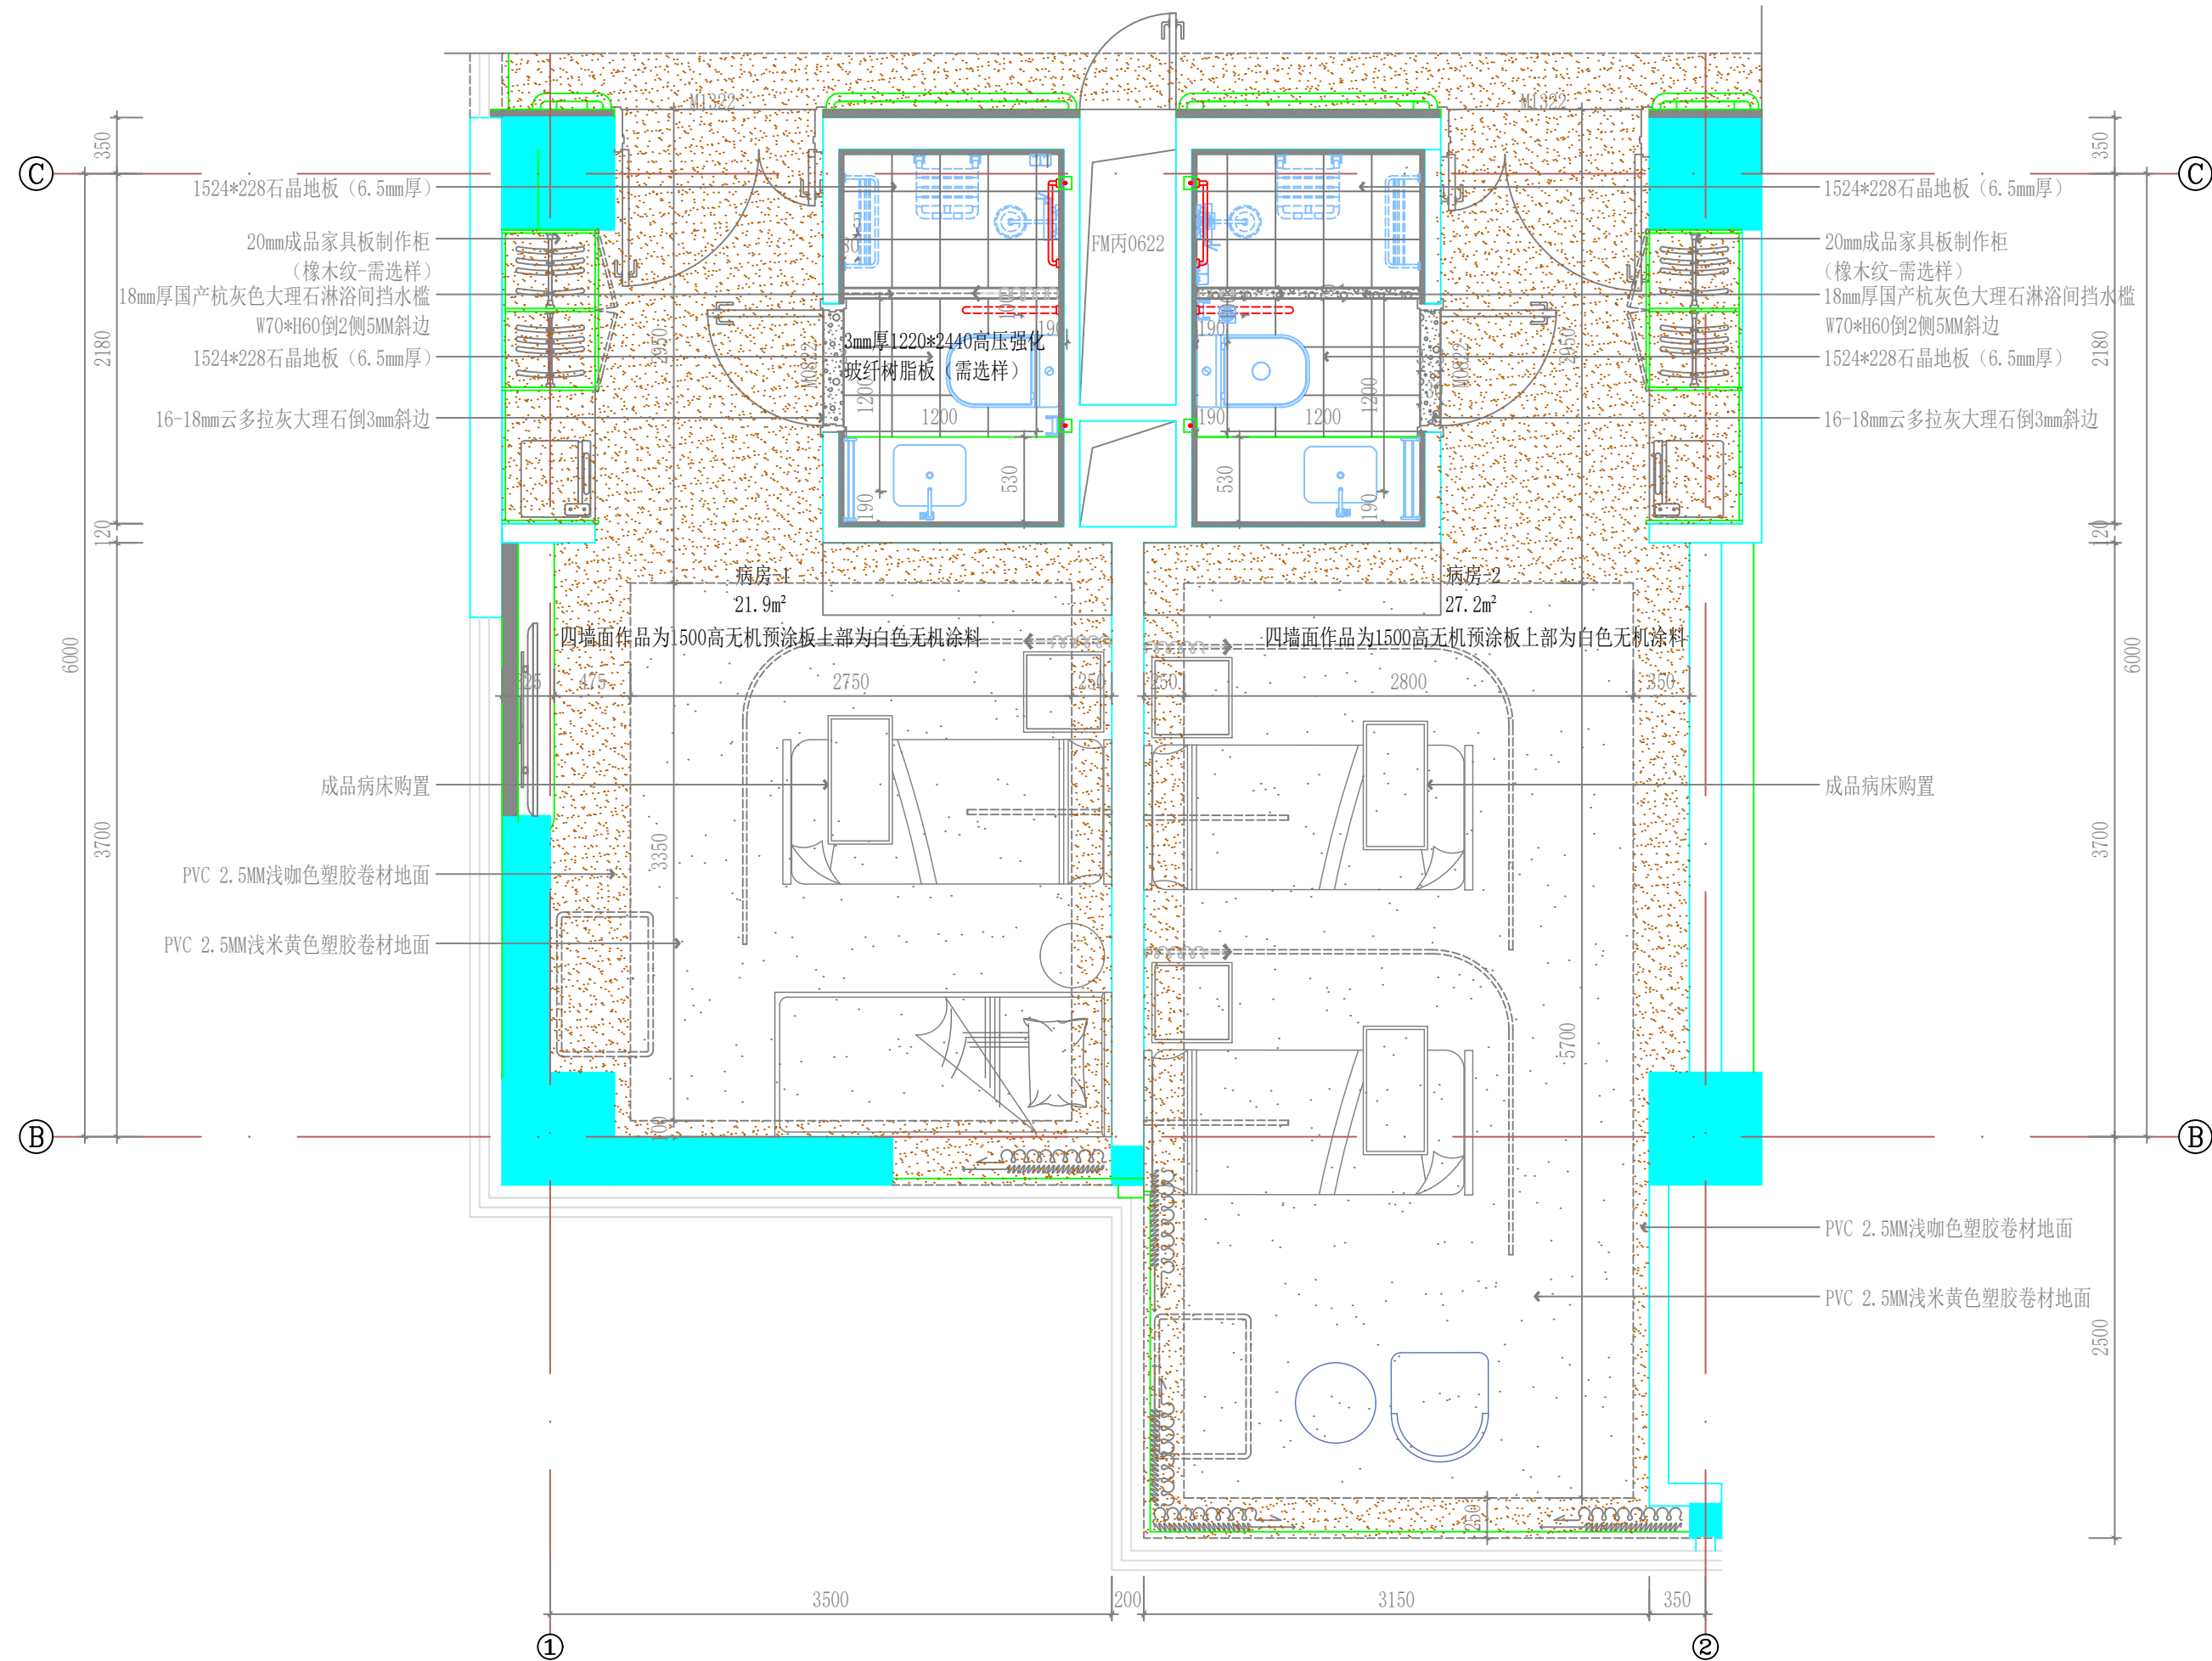 M1322
M1322
350
350
C
C
1524*228石晶地板（6.5mm厚）
1524*228石晶地板（6.5mm厚）
20mm成品家具板制作柜
（橡木纹-需选样）
18mm厚国产杭灰色大理石淋浴间挡水槛
W70*H60倒2侧5MM斜边
1524*228石晶地板（6.5mm厚）
16-18mm云多拉灰大理石倒3mm斜边
FM丙0622
20mm成品家具板制作柜
（橡木纹-需选样）
18mm厚国产杭灰色大理石淋浴间挡水槛
W70*H60倒2侧5MM斜边
1524*228石晶地板（6.5mm厚）
16-18mm云多拉灰大理石倒3mm斜边
3mm厚1220*2440高压强化
玻纤树脂板（需选样）
2180
2950
M0822
190
190
M0822
2950
2180
1200
1200
190
1200
1200
190
530
530
190
120
120
病房-1
21.9m²
四墙面作品为1500高无机预涂板上部为白色无机涂料
病房-2
27.2m²
四墙面作品为1500高无机预涂板上部为白色无机涂料
6000
6000
475
2750
250
250
2800
350
成品病床购置
成品病床购置
3700
3350
3700
PVC 2.5MM浅咖色塑胶卷材地面
PVC 2.5MM浅米黄色塑胶卷材地面
5700
100
B
B
PVC 2.5MM浅咖色塑胶卷材地面
PVC 2.5MM浅米黄色塑胶卷材地面
2500
250
3500
200
3150
350
①
②